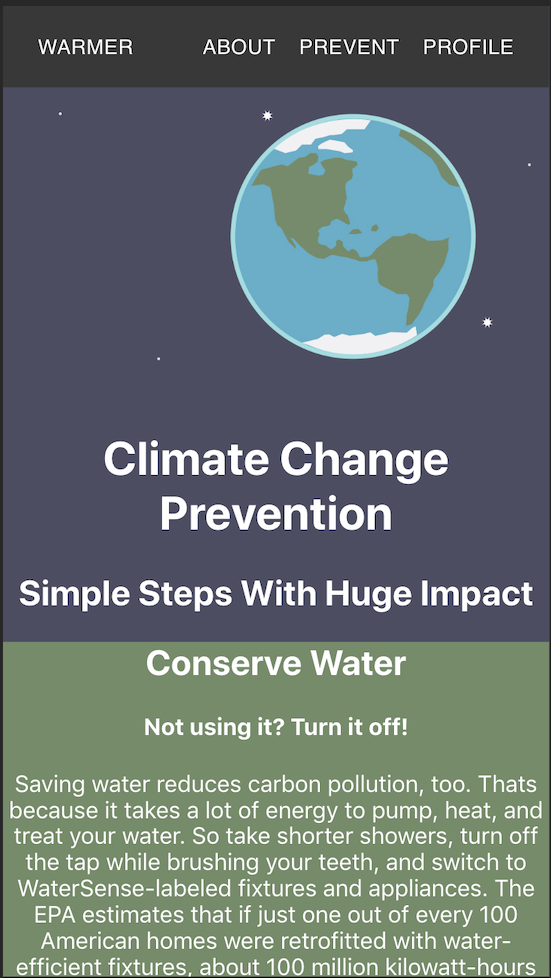 WARMER ABOUT PREVENT PROFILE
Climate Change
Prevention
Simple Steps With Huge Impact
Conserve Water
Not using it? Turn it off!
Saving water reduces carbon pollution, too. Thats
because it takes a lot of energy to pump, heat, and
treat your water. So take shorter showers, turn off
the tap while brushing your teeth, and switch to
WaterSense-labeled fixtures and appliances. The
EPA estimates that if just one out of every 100
American homes were retrofitted with water-
efficient fixtures, about 100 million kilowatt-hours